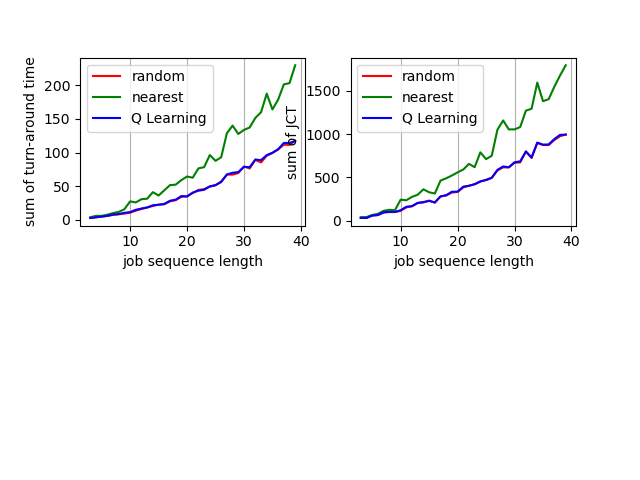 sum of turn-around time
200
150
100
50
0
random
nearest
Q Learning
10
20
30
40
job sequence length
sum of JCT
1500
1000
500
0
random
nearest
Q Learning
10
20
30
40
job sequence length